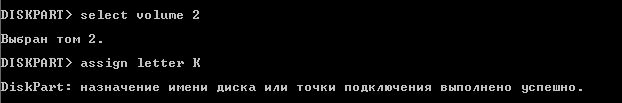 DISKPART> select volume 2
Выбран том 2.
DISKPART> assign letter K
DiskPart: назначение имени диска или точки подключения выполнено успешно.